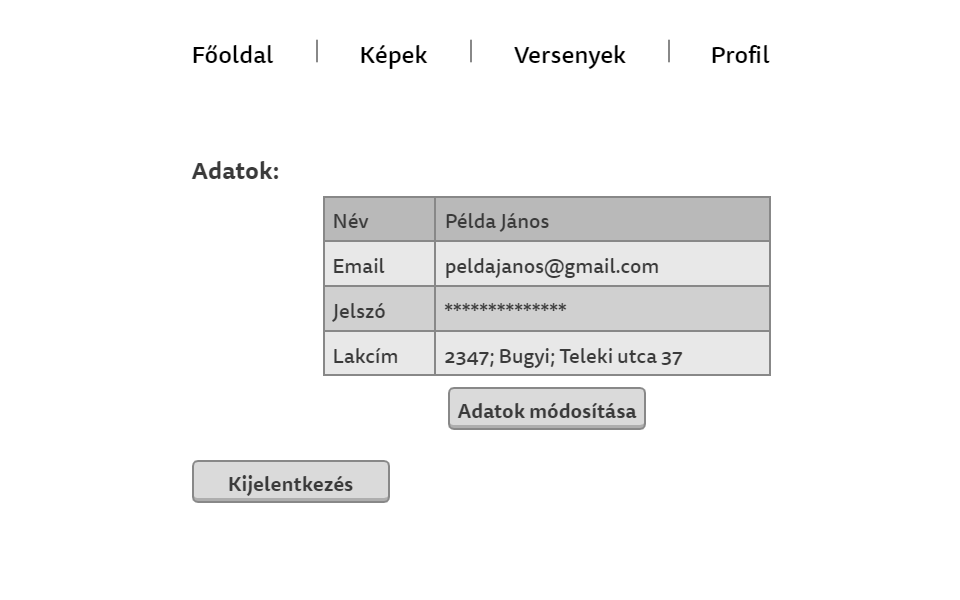 Főoldal | Képek | Versenyek | Profil
Adatok:
Név Példa János
Email peldajanos@gmail.com
Jelszó **************
Lakcím 2347; Bugyi; Teleki utca 37
Adatok módosítása
Kijelentkezés